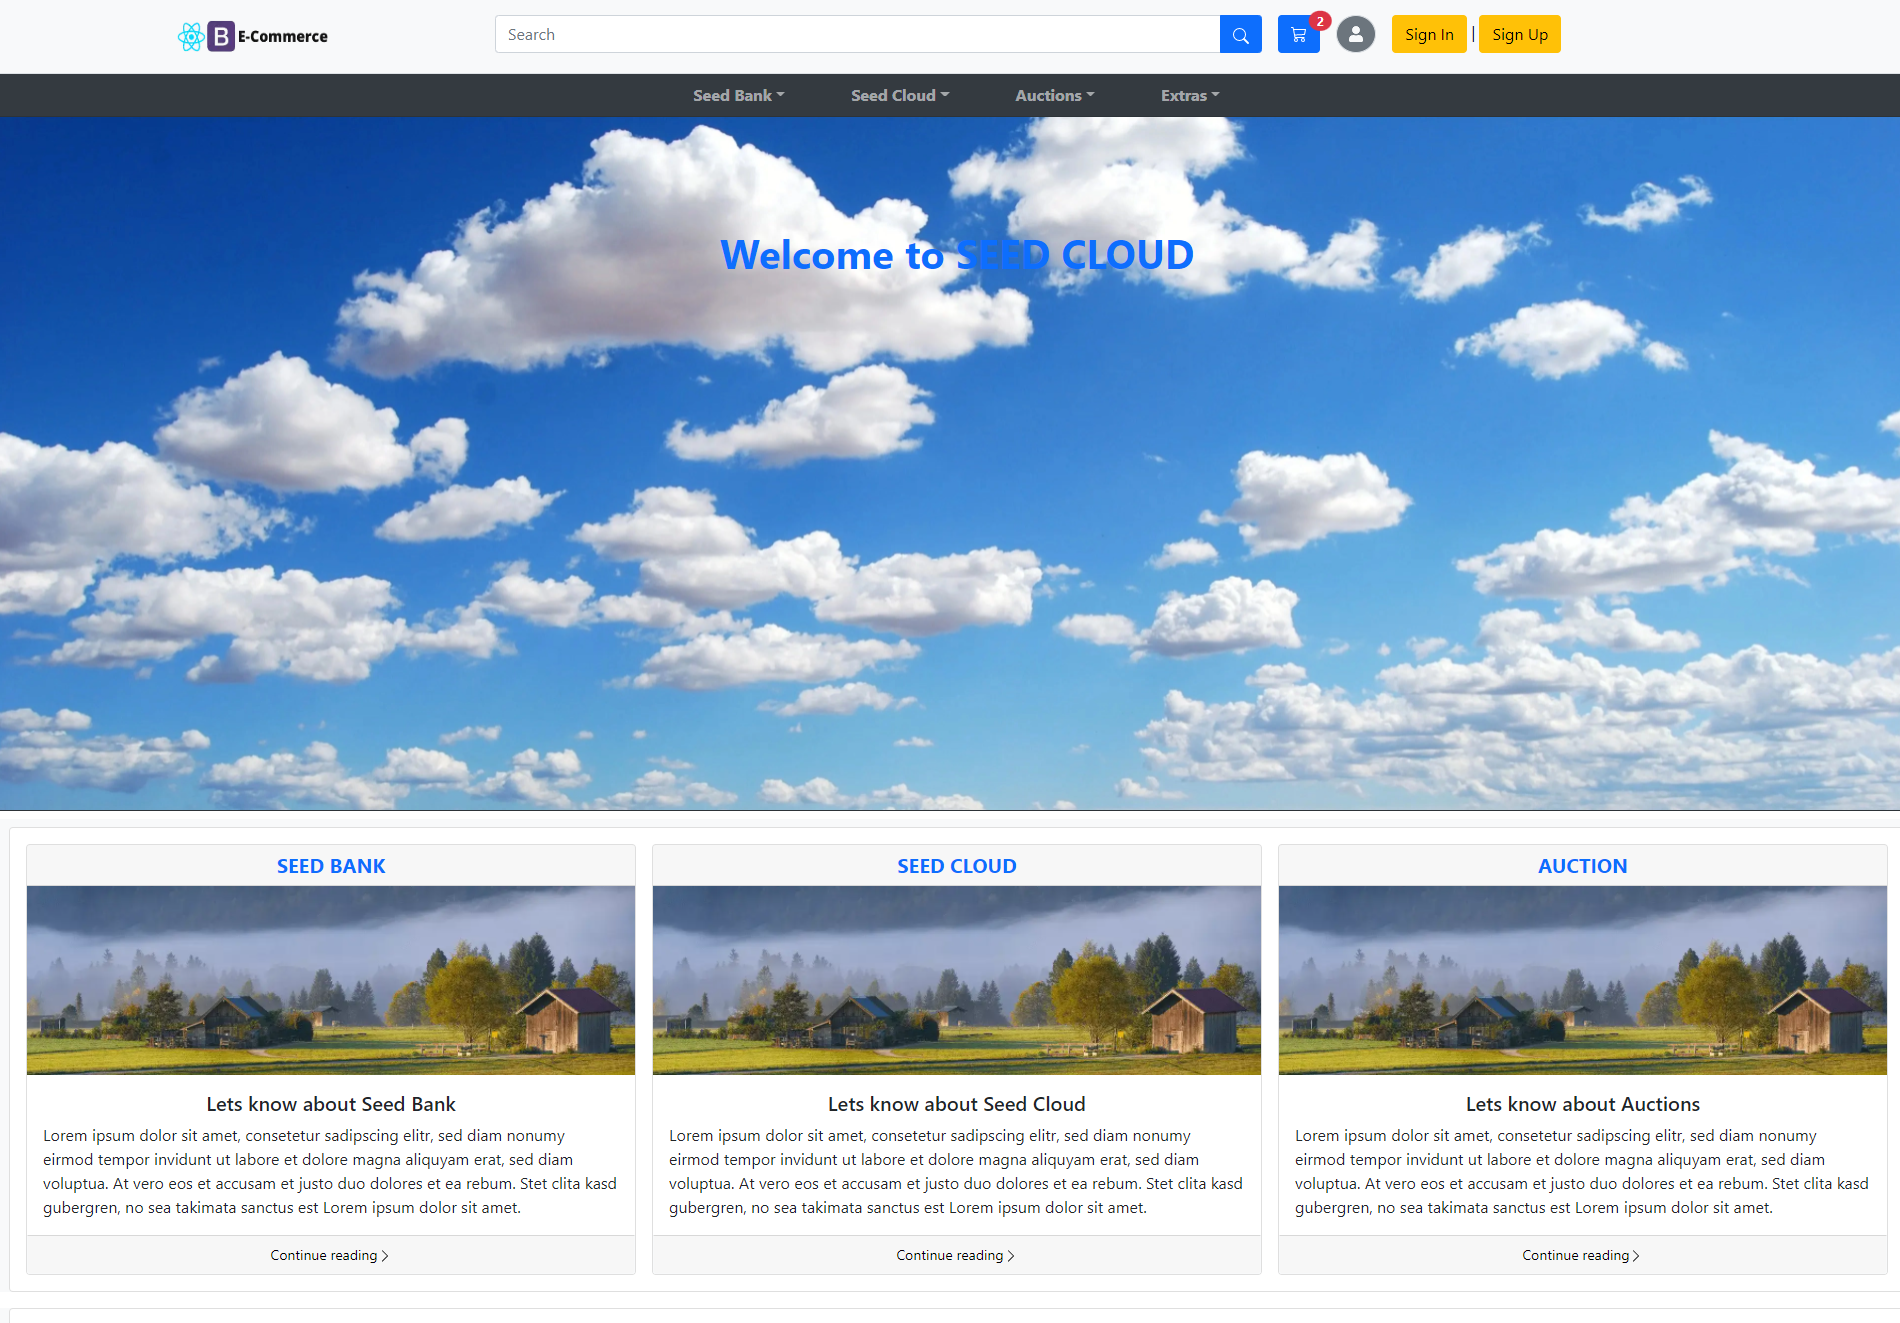 B E-Commerce
Search
2
Sign In | Sign Up
Seed Bank
Seed Cloud
Auctions
Extras
Welcome to SEED CLOUD
SEED BANK
Lets know about Seed Bank
Lorem ipsum dolor sit amet, consetetur sadipscing elitr, sed diam nonumy
eirmod tempor invidunt ut labore et dolore magna aliquyam erat, sed diam
voluptua. At vero eos et accusam et justo duo dolores et ea rebum. Stet clita kasd
gubergren, no sea takimata sanctus est Lorem ipsum dolor sit amet.
Continue reading
SEED CLOUD
Lets know about Seed Cloud
Lorem ipsum dolor sit amet, consetetur sadipscing elitr, sed diam nonumy
eirmod tempor invidunt ut labore et dolore magna aliquyam erat, sed diam
voluptua. At vero eos et accusam et justo duo dolores et ea rebum. Stet clita kasd
gubergren, no sea takimata sanctus est Lorem ipsum dolor sit amet.
Continue reading
AUCTION
Lets know about Auctions
Lorem ipsum dolor sit amet, consetetur sadipscing elitr, sed diam nonumy
eirmod tempor invidunt ut labore et dolore magna aliquyam erat, sed diam
voluptua. At vero eos et accusam et justo duo dolores et ea rebum. Stet clita kasd
gubergren, no sea takimata sanctus est Lorem ipsum dolor sit amet.
Continue reading